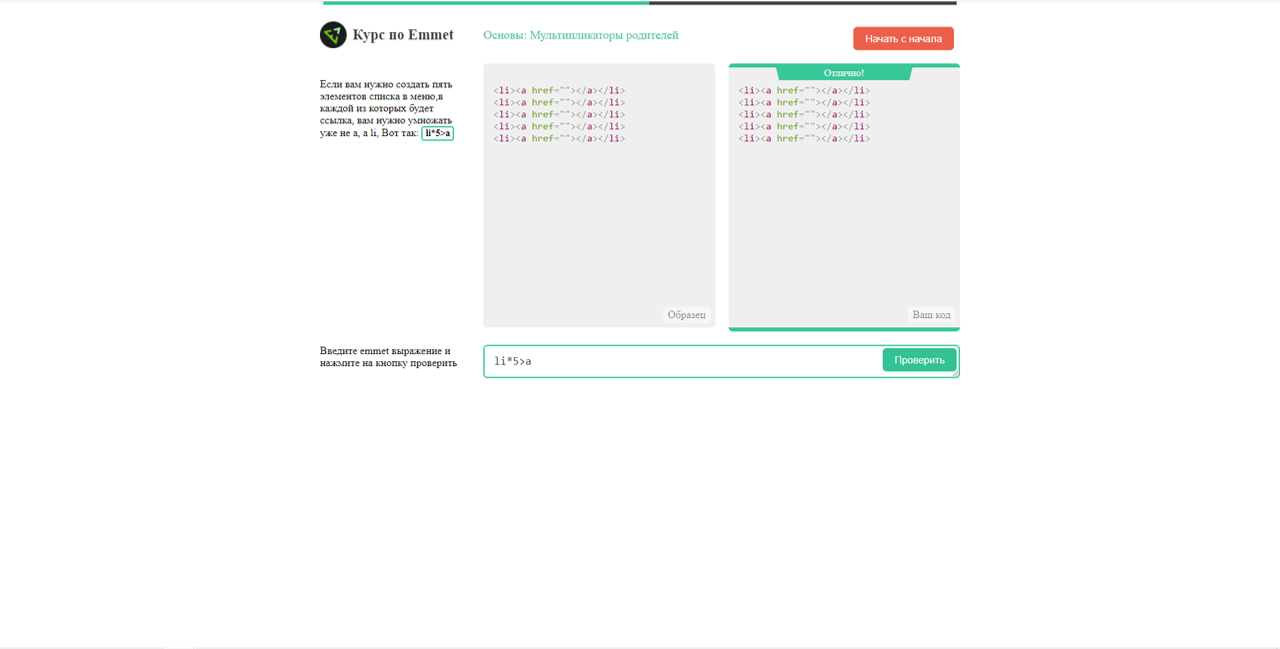 Курс по Emmet
Основы: Мультипликаторы родителей
Начать с начала
Если вам нужно создать пять
элементов списка в меню,в
каждой из которых будет
ссылка, вам нужно умножать
уже не a, а li, Вот так: li*5>a
<li><a href=""></a></li>
<li><a href=""></a></li>
<li><a href=""></a></li>
<li><a href=""></a></li>
<li><a href=""></a></li>
Образец
Отлично!
<li><a href=""></a></li>
<li><a href=""></a></li>
<li><a href=""></a></li>
<li><a href=""></a></li>
<li><a href=""></a></li>
Ваш код
Введите emmet выражение и
нажмите на кнопку проверить
li*5>a
Проверить